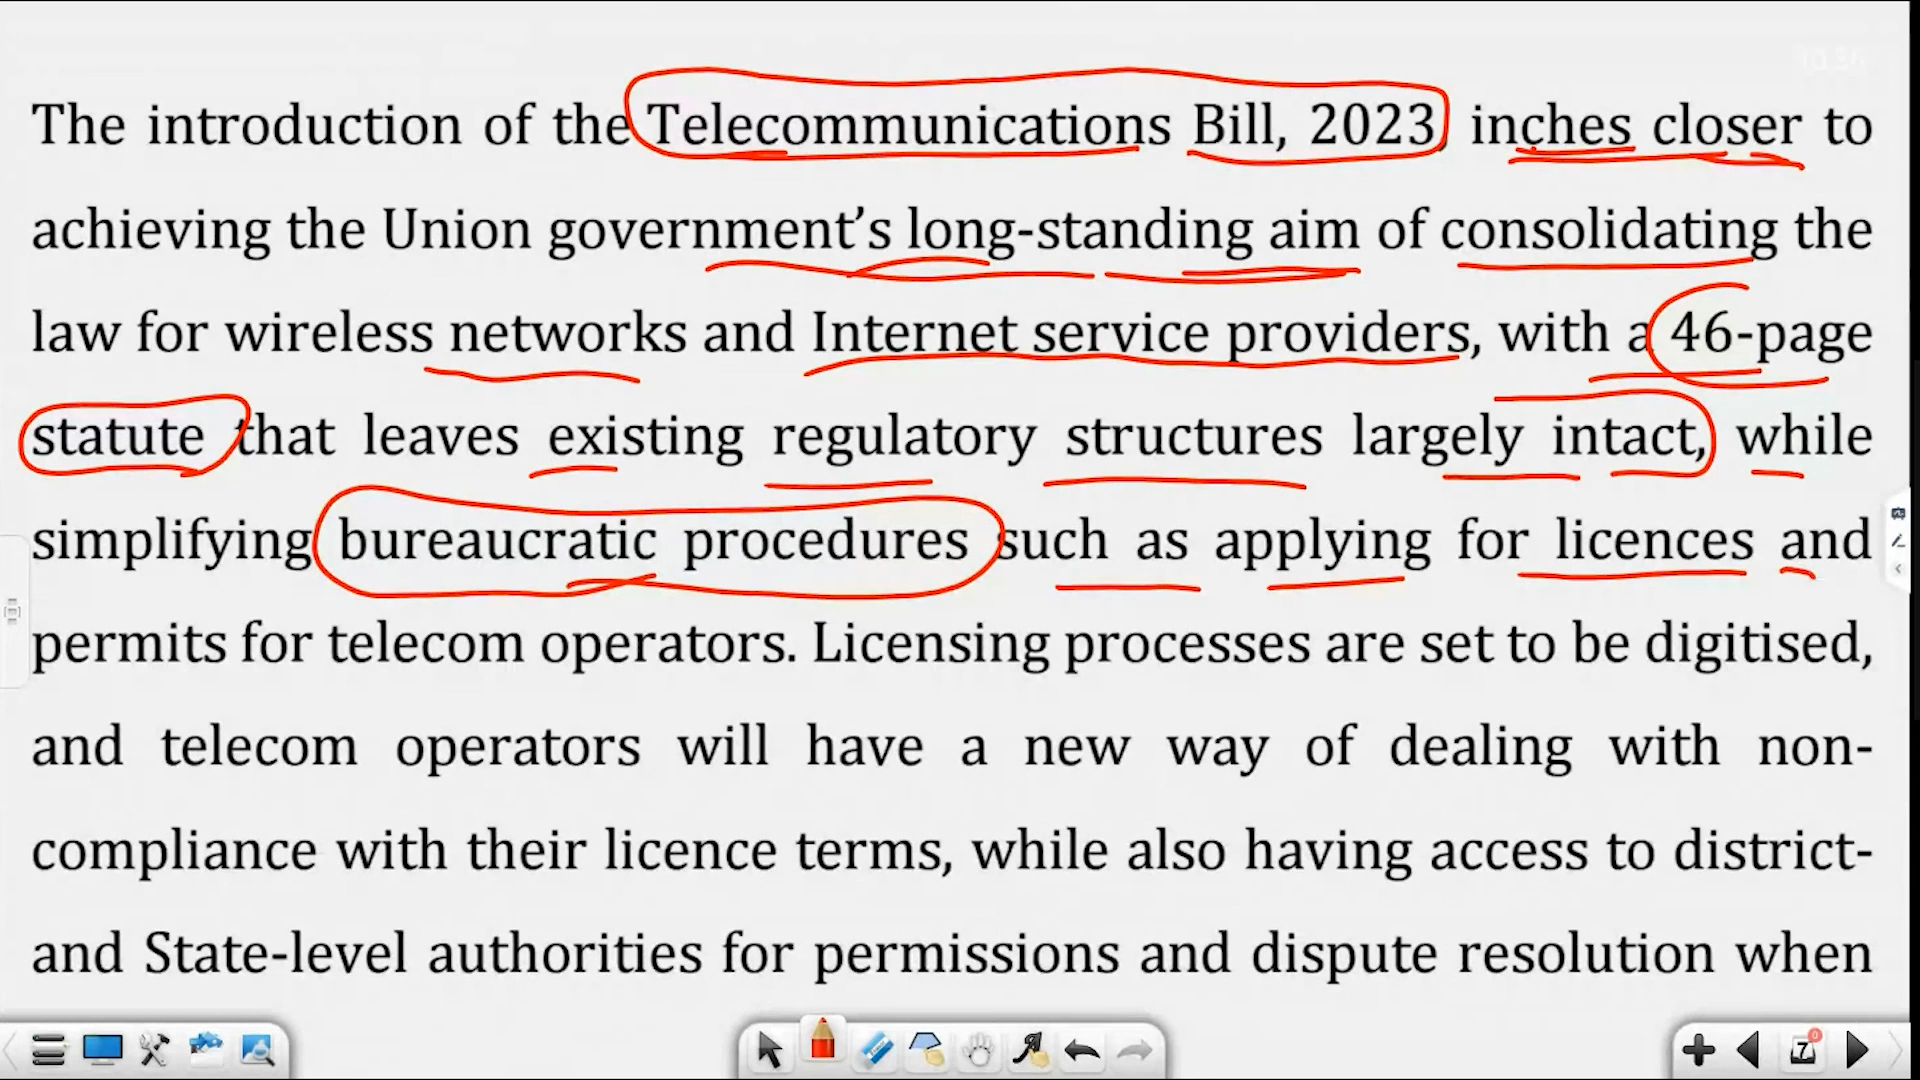 The introduction of the Telecommunications Bill, 2023, inches closer to
achieving the Union government’s long-standing aim of consolidating the
law for wireless networks and Internet service providers, with a 46-page
statute that leaves existing regulatory structures largely intact, while
simplifying bureaucratic procedures such as applying for licences and
permits for telecom operators. Licensing processes are set to be digitised,
and telecom operators will have a new way of dealing with non-
compliance with their licence terms, while also having access to district-
and State-level authorities for permissions and dispute resolution when
7
0